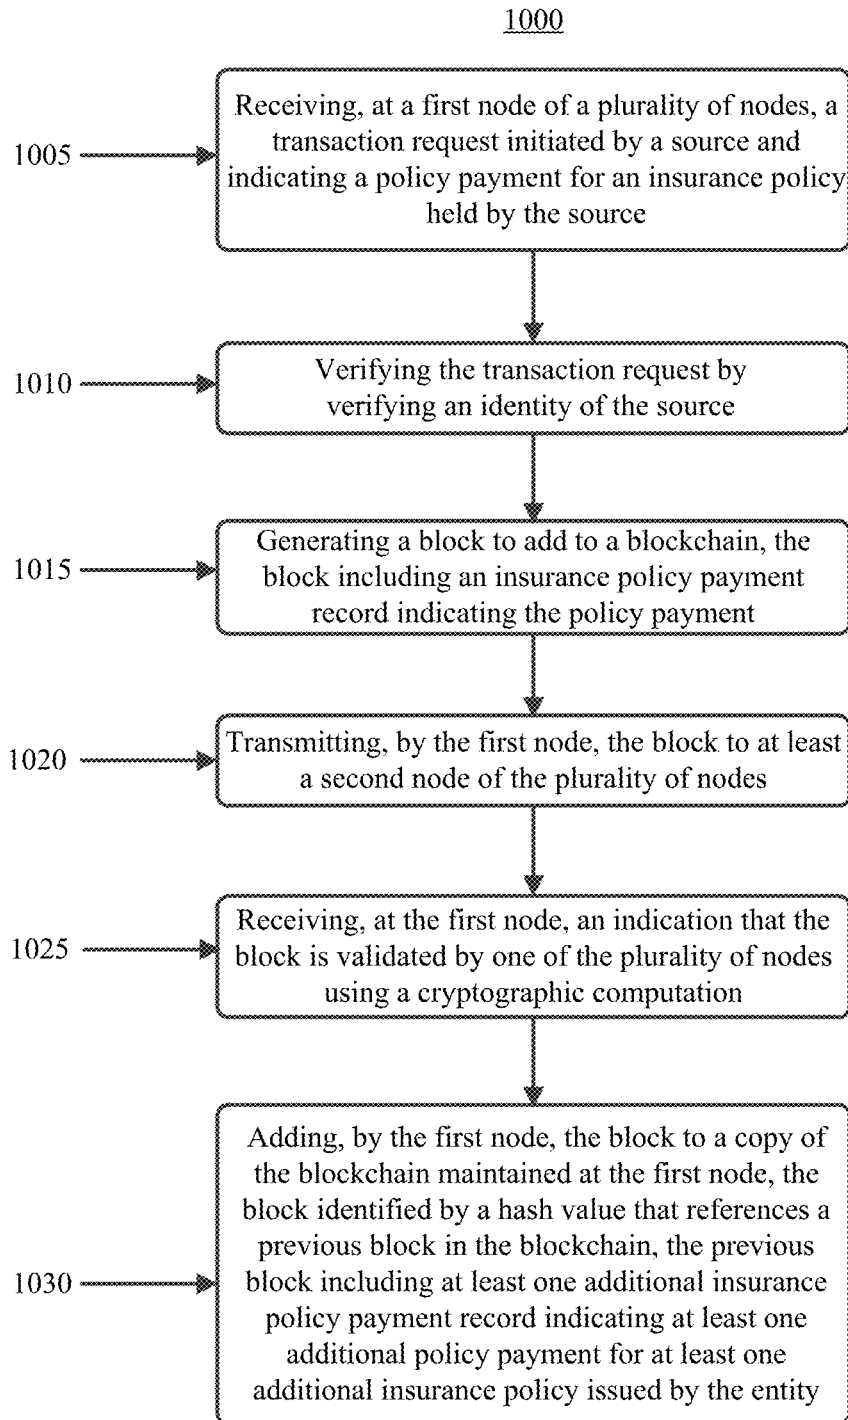 1000
1005
Receiving, at a first node of a plurality of nodes, a
transaction request initiated by a source and
indicating a policy payment for an insurance policy
held by the source
1010
Verifying the transaction request by
verifying an identity of the source
1015
Generating a block to add to a blockchain, the
block including an insurance policy payment
record indicating the policy payment
1020
Transmitting, by the first node, the block to at least
a second node of the plurality of nodes
1025
Receiving, at the first node, an indication that the
block is validated by one of the plurality of nodes
using a cryptographic computation
1030
Adding, by the first node, the block to a copy of
the blockchain maintained at the first node, the
block identified by a hash value that references a
previous block in the blockchain, the previous
block including at least one additional insurance
policy payment record indicating at least one
additional policy payment for at least one
additional insurance policy issued by the entity